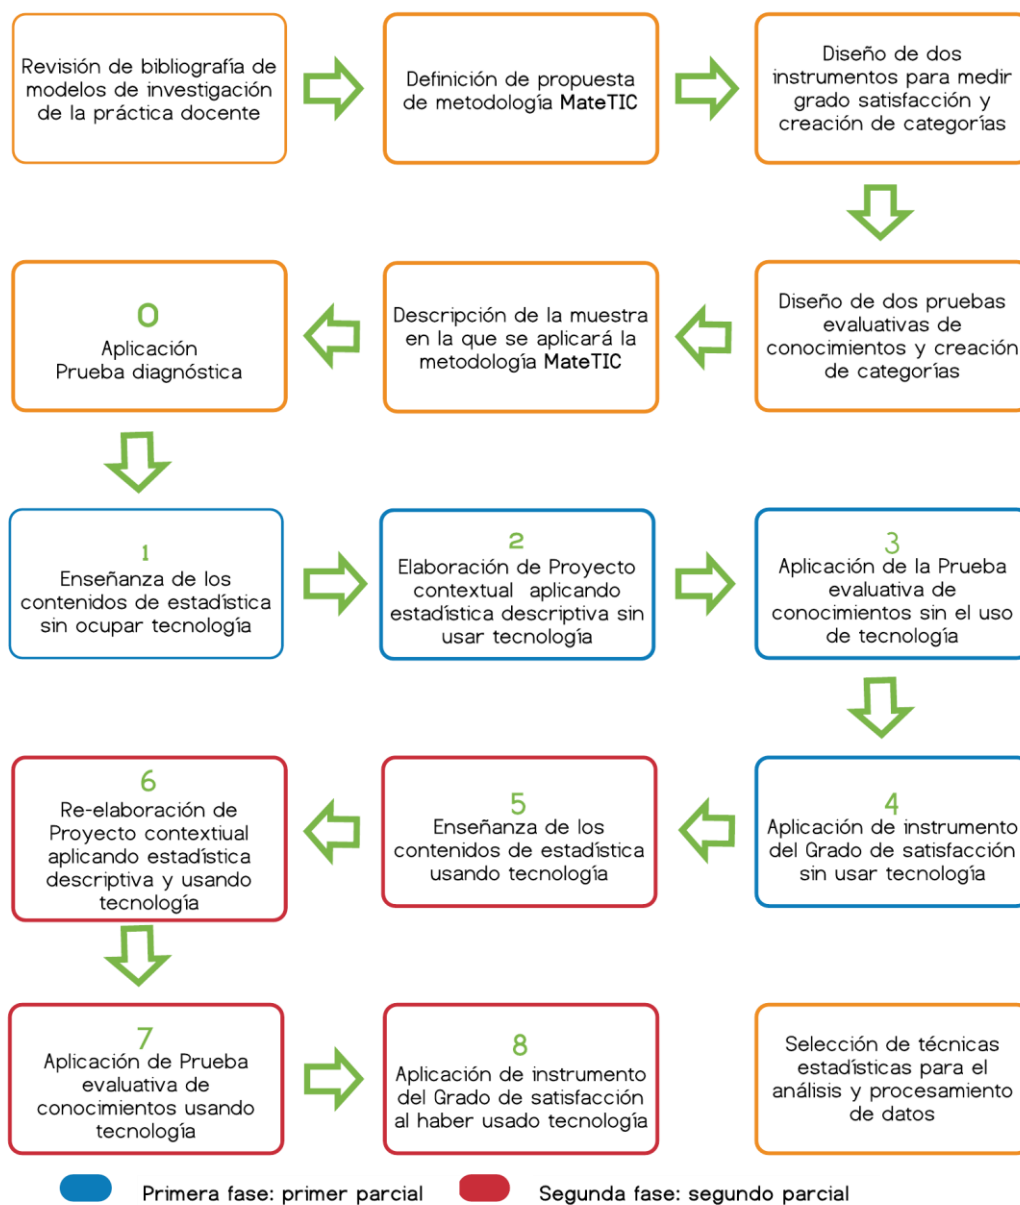 Revisión de bibliografía de
modelos de investigación
de la práctica docente
Definición de propuesta
de metodología MateTIC
Diseño de dos
instrumentos para medir
grado satisfacción y
creación de categorías
0
Aplicación
Prueba diagnóstica
Descripción de la muestra
en la que se aplicará la
metodología MateTIC
Diseño de dos pruebas
evaluativas de
conocimientos y creación
de categorías
1
Enseñanza de los
contenidos de estadística
sin ocupar tecnología
2
Elaboración de Proyecto
contextual aplicando
estadística descriptiva sin
usar tecnología
3
Aplicación de la Prueba
evaluativa de
conocimientos sin el uso
de tecnología
6
Re-elaboración de
Proyecto contextiual
aplicando estadística
descriptiva y usando
tecnología
5
Enseñanza de los
contenidos de estadística
usando tecnología
4
Aplicación de instrumento
del Grado de satisfacción
sin usar tecnología
7
Aplicación de Prueba
evaluativa de
conocimientos usando
tecnología
8
Aplicación de instrumento
del Grado de satisfacción
al haber usado tecnología
Selección de técnicas
estadísticas para el
análisis y procesamiento
de datos
Primera fase: primer parcial
Segunda fase: segundo parcial